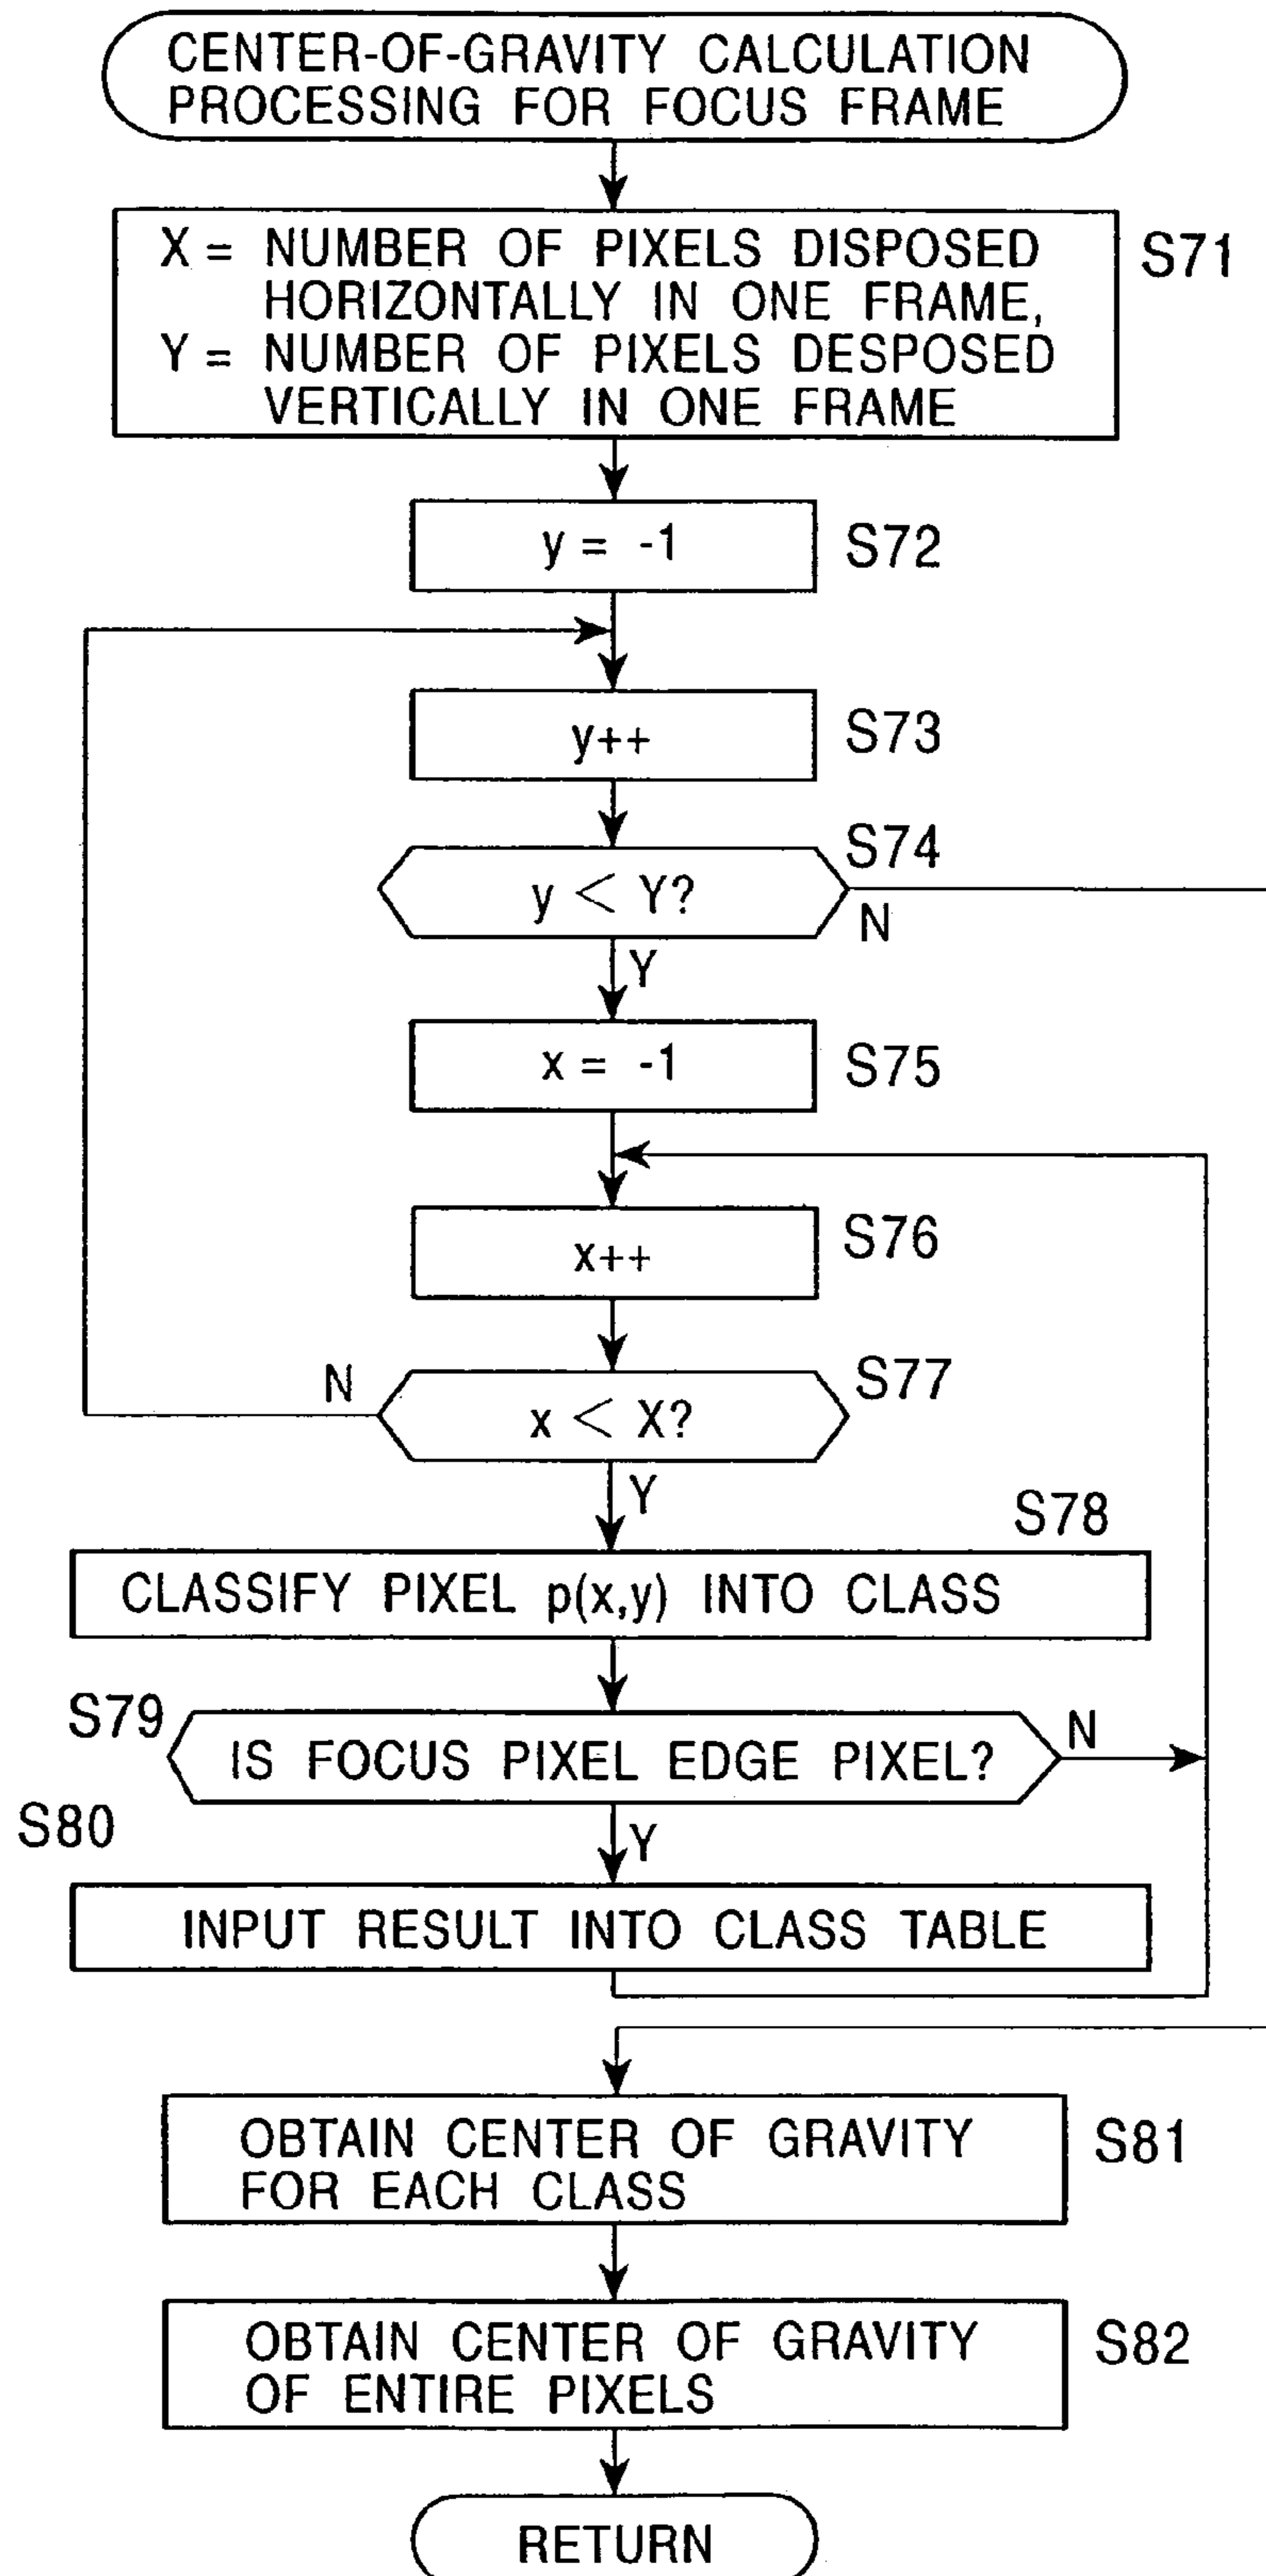 CENTER-OF-GRAVITY CALCULATION
PROCESSING FOR FOCUS FRAME
X = NUMBER OF PIXELS DISPOSED
HORIZONTALLY IN ONE FRAME,
Y = NUMBER OF PIXELS DESPOSED
VERTICALLY IN ONE FRAME
S71
y = -1
S72
y++
S73
S74
y < Y?
N
Y
x = -1
S75
x++
S76
N
S77
x < X?
Y
S78
CLASSIFY PIXEL p(x,y) INTO CLASS
S79
IS FOCUS PIXEL EDGE PIXEL?
N
S80
Y
INPUT RESULT INTO CLASS TABLE
OBTAIN CENTER OF GRAVITY
FOR EACH CLASS
S81
OBTAIN CENTER OF GRAVITY
OF ENTIRE PIXELS
S82
RETURN